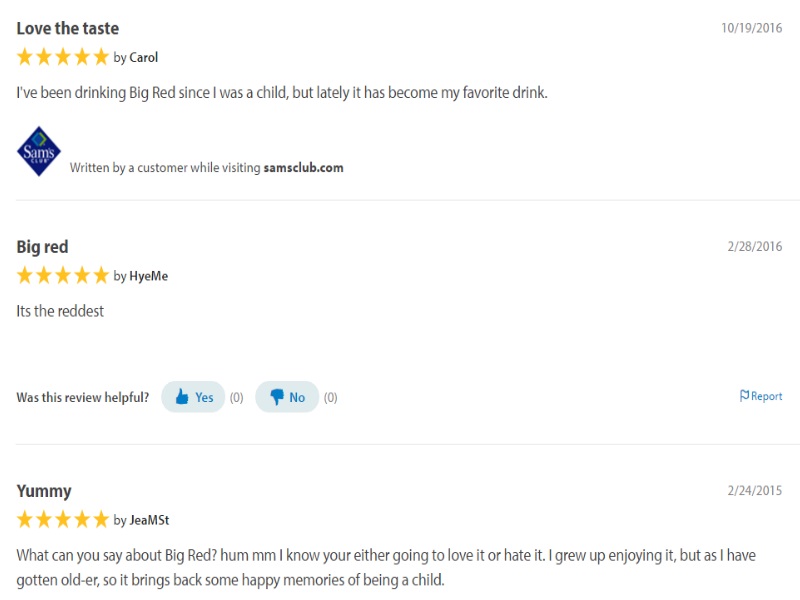 Love the taste 10/19/2016
by Carol
I've been drinking Big Red since I was a child, but lately it has become my favorite drink.
Sam's
CLUB
Written by a customer while visiting samsclub.com
Big red 2/28/2016
by HyeMe
Its the reddest
Was this review helpful? Yes (0) No (0) Report
Yummy 2/24/2015
by JeaMSt
What can you say about Big Red? hum mm I know your either going to love it or hate it. I grew up enjoying it, but as I have
gotten old-er, so it brings back some happy memories of being a child.